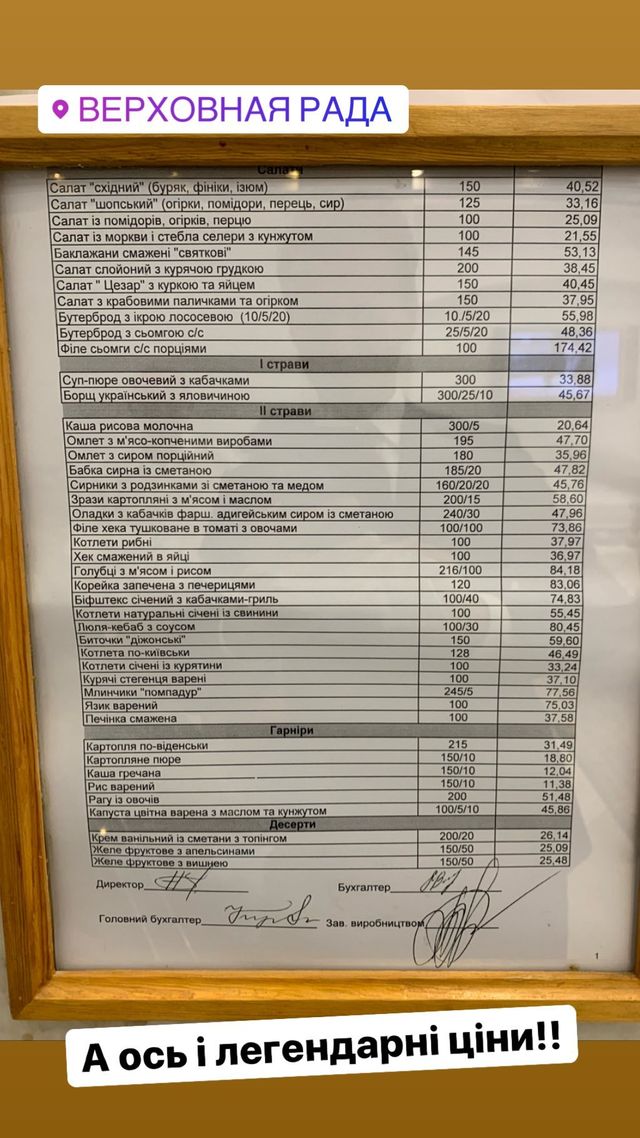 ВЕРХОВНАЯ РАДА
Салати
Салат "східний" (буряк, фініки, ізюм) 150 40,52
Салат "шопський" (огірки, помідори, перець, сир) 125 33,16
Салат із помідорів, огірків, перцю 100 25,09
Салат із моркви і стебла селери з кунжутом 100 21,55
Баклажани смажені "святкові" 145 53,13
Салат слойоний з курячою грудкою 200 38,45
Салат " Цезар" з куркою та яйцем 150 40,45
Салат з крабовими паличками та огірком 150 37,95
Бутерброд з ікрою лососевою (10/5/20) 10./5/20 55,98
Бутерброд з сьомгою с/с 25/5/20 48,36
Філе сьомги с/с порціями 100 174,42
І страви
Суп-пюре овочевий з кабачками 300 33,88
Борщ український з яловичиною 300/25/10 45,67
ІІ страви
Каша рисова молочна 300/5 20,64
Омлет з м'ясо-копченими виробами 195 47,70
Омлет з сиром порційний 180 35,96
Бабка сирна із сметаною 185/20 47,82
Сирники з родзинками зі сметаною та медом 160/20/20 45,76
Зрази картопляні з м'ясом і маслом 200/15 58,60
Оладки з кабачків фарш. адигейським сиром із сметаною 240/30 47,96
Філе хека тушковане в томаті з овочами 100/100 73,86
Котлети рибні 100 37,97
Хек смажений в яйці 100 36,97
Голубці з м'ясом і рисом 216/100 84,18
Корейка запечена з печерицями 120 83,06
Біфштекс січений з кабачками-гриль 100/40 74,83
Котлети натуральні січені із свинини 100 55,45
Люля-кебаб з соусом 100/30 80,45
Биточки "діжонські" 150 59,60
Котлета по-київськи 128 46,49
Котлети січені із курятини 100 33,24
Курячі стегенця варені 100 37,10
Млинчики "помпадур" 245/5 77,56
Язик варений 100 75,03
Печінка смажена 100 37,58
Гарніри
Картопля по-віденськи 215 31,49
Картопляне пюре 150/10 18,80
Каша гречана 150/10 12,04
Рис варений 150/10 11,38
Рагу із овочів 200 51,48
Капуста цвітна варена з маслом та кунжутом 100/5/10 45,86
Десерти
Крем ванільний із сметани з топінгом 200/20 26,14
Желе фруктове з апельсинами 150/50 25,09
Желе фруктове з вишнею 150/50 25,48
Директор Бухгалтер
Головний бухгалтер Зав. виробництвом
1
А ось і легендарні ціни!!